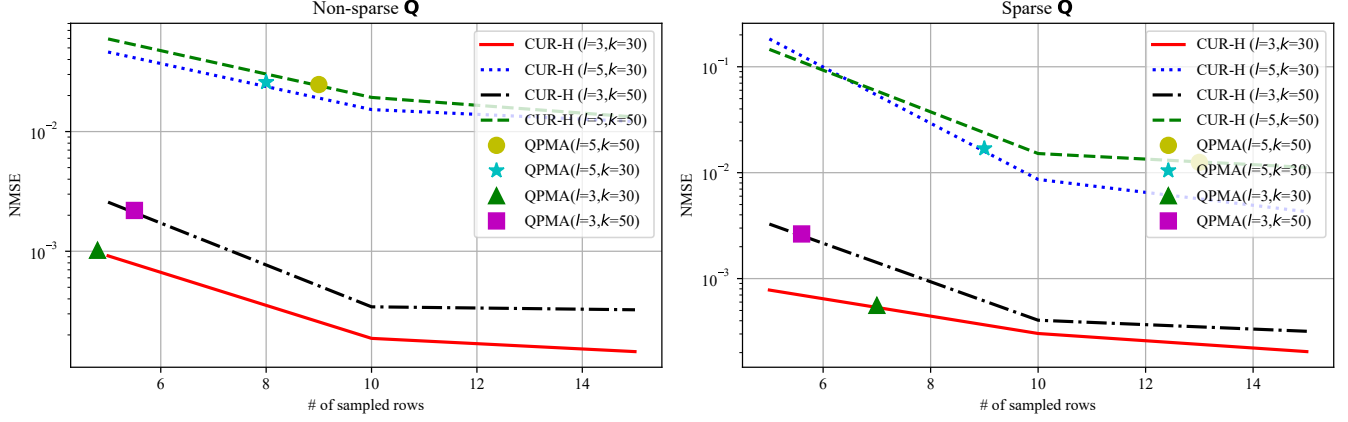 Non-sparse Q
NMSE
10⁻²
10⁻³
6
8
10
12
14
# of sampled rows
CUR-H (l=3,k=30)
CUR-H (l=5,k=30)
CUR-H (l=3,k=50)
CUR-H (l=5,k=50)
QPMA(l=5,k=50)
QPMA(l=5,k=30)
QPMA(l=3,k=30)
QPMA(l=3,k=50)
Sparse Q
NMSE
10⁻¹
10⁻²
10⁻³
6
8
10
12
14
# of sampled rows
CUR-H (l=3,k=30)
CUR-H (l=5,k=30)
CUR-H (l=3,k=50)
CUR-H (l=5,k=50)
QPMA(l=5,k=50)
QPMA(l=5,k=30)
QPMA(l=3,k=30)
QPMA(l=3,k=50)